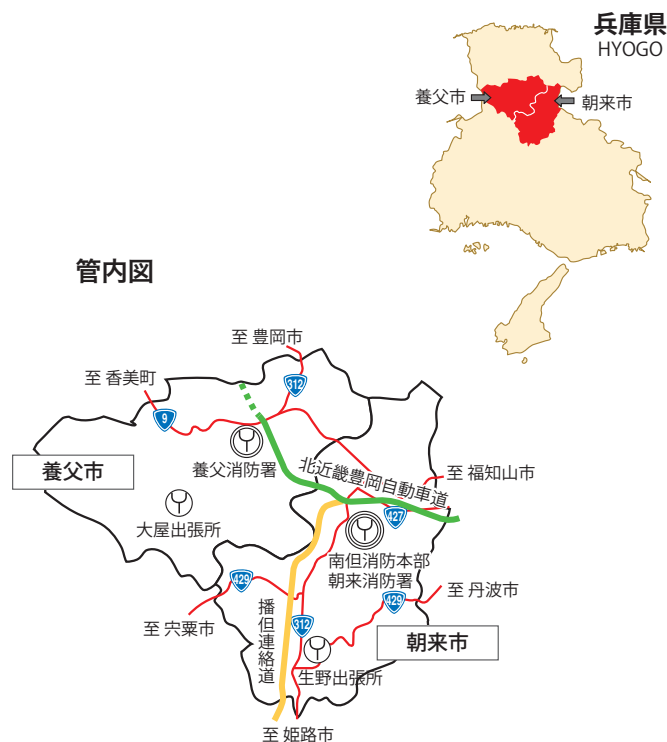 兵庫県
HYOGO
養父市
朝来市
管内図
至 豊岡市
至 香美町
312
9
養父市
養父消防署
北近畿豊岡自動車道
至 福知山市
大屋出張所
427
南但消防本部
朝来消防署
429
429
至 丹波市
至 宍粟市
播但連絡道
312
朝来市
生野出張所
至 姫路市